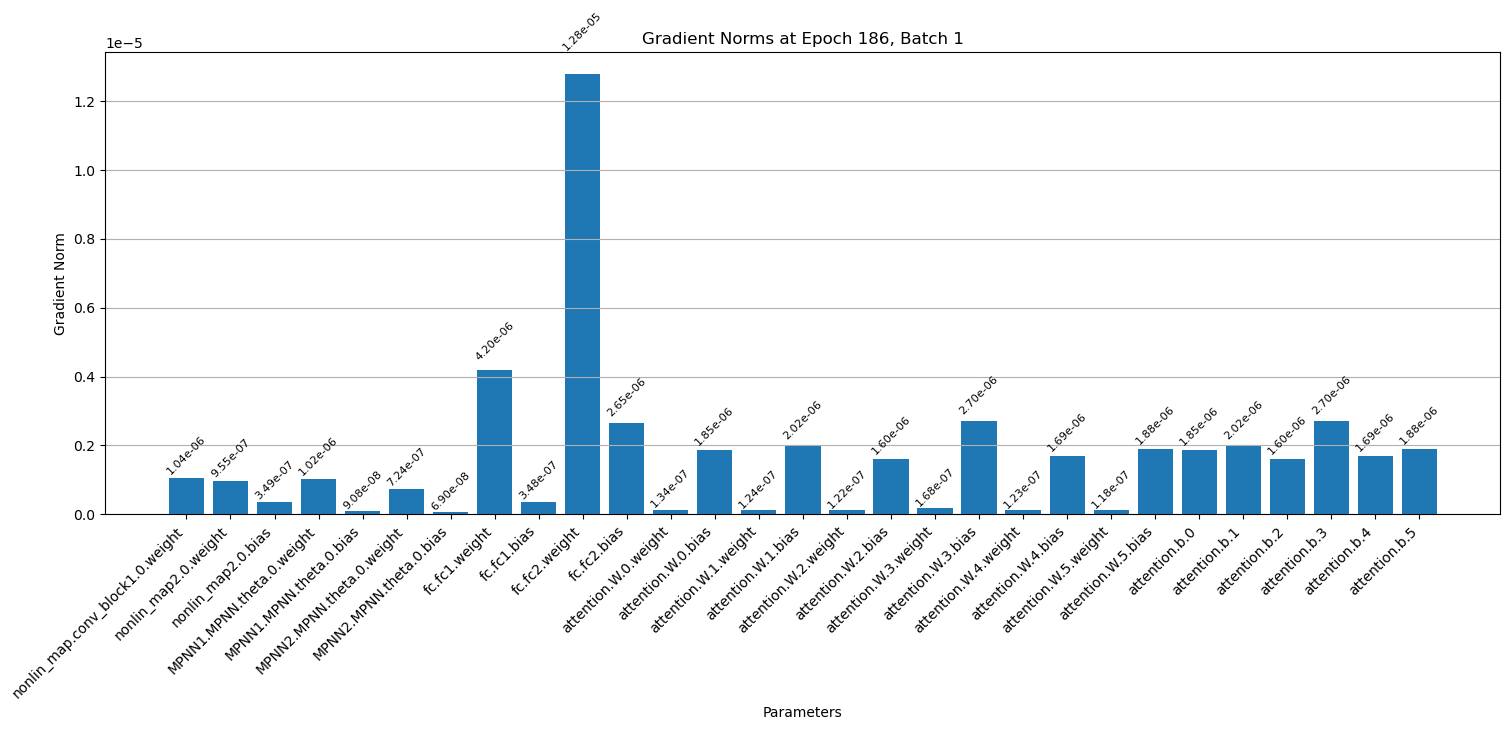 Gradient Norms at Epoch 186, Batch 1
1e−5
1.2
1.0
0.8
0.6
0.4
0.2
0.0
Gradient Norm
1.04e-06
9.55e-07
3.49e-07
1.02e-06
9.08e-08
7.24e-07
6.90e-08
4.20e-06
3.48e-07
1.28e-05
2.65e-06
1.34e-07
1.85e-06
1.24e-07
2.02e-06
1.22e-07
1.60e-06
1.68e-07
2.70e-06
1.23e-07
1.69e-06
1.18e-07
1.88e-06
1.85e-06
2.02e-06
1.60e-06
2.70e-06
1.69e-06
1.88e-06
nonlin_map.conv_block1.0.weight
nonlin_map2.0.weight
nonlin_map2.0.bias
MPNN1.MPNN.theta.0.weight
MPNN1.MPNN.theta.0.bias
MPNN2.MPNN.theta.0.weight
MPNN2.MPNN.theta.0.bias
fc.fc1.weight
fc.fc1.bias
fc.fc2.weight
fc.fc2.bias
attention.W.0.weight
attention.W.0.bias
attention.W.1.weight
attention.W.1.bias
attention.W.2.weight
attention.W.2.bias
attention.W.3.weight
attention.W.3.bias
attention.W.4.weight
attention.W.4.bias
attention.W.5.weight
attention.W.5.bias
attention.b.0
attention.b.1
attention.b.2
attention.b.3
attention.b.4
attention.b.5
Parameters